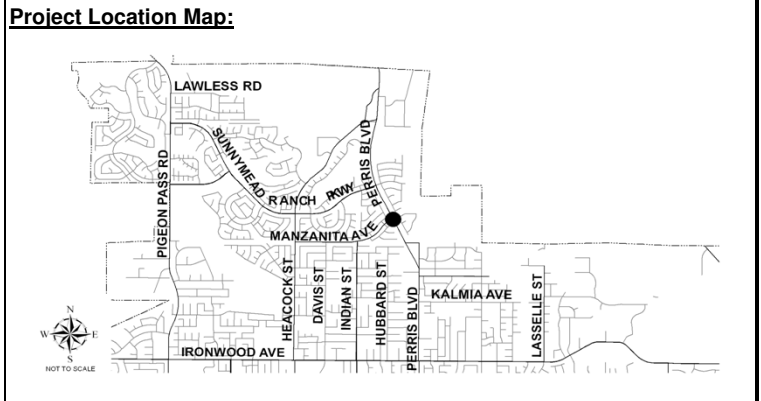 Project Location Map:
LAWLESS RD
SUNNYMEAD
RANCH
PKWY
PERRIS BLVD
PIGEON PASS RD
MANZANITA AVE
HEACOCK ST
DAVIS ST
INDIAN ST
HUBBARD ST
PERRIS BLVD
KALMIA AVE
LASSELLE ST
IRONWOOD AVE
N
W
E
S
NOT TO SCALE